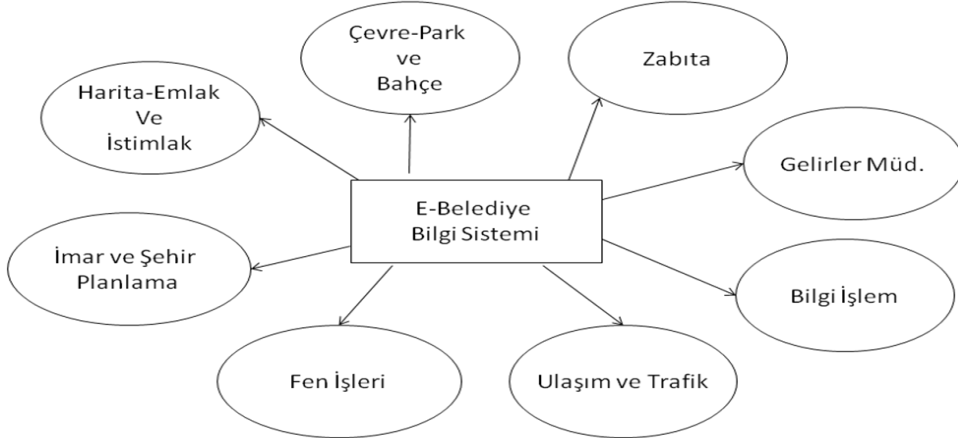 Çevre-Park
ve
Bahçe
Zabıta
Harita-Emlak
Ve
İstimlak
Gelirler Müd.
E-Belediye
Bilgi Sistemi
İmar ve Şehir
Planlama
Bilgi İşlem
Fen İşleri
Ulaşım ve Trafik